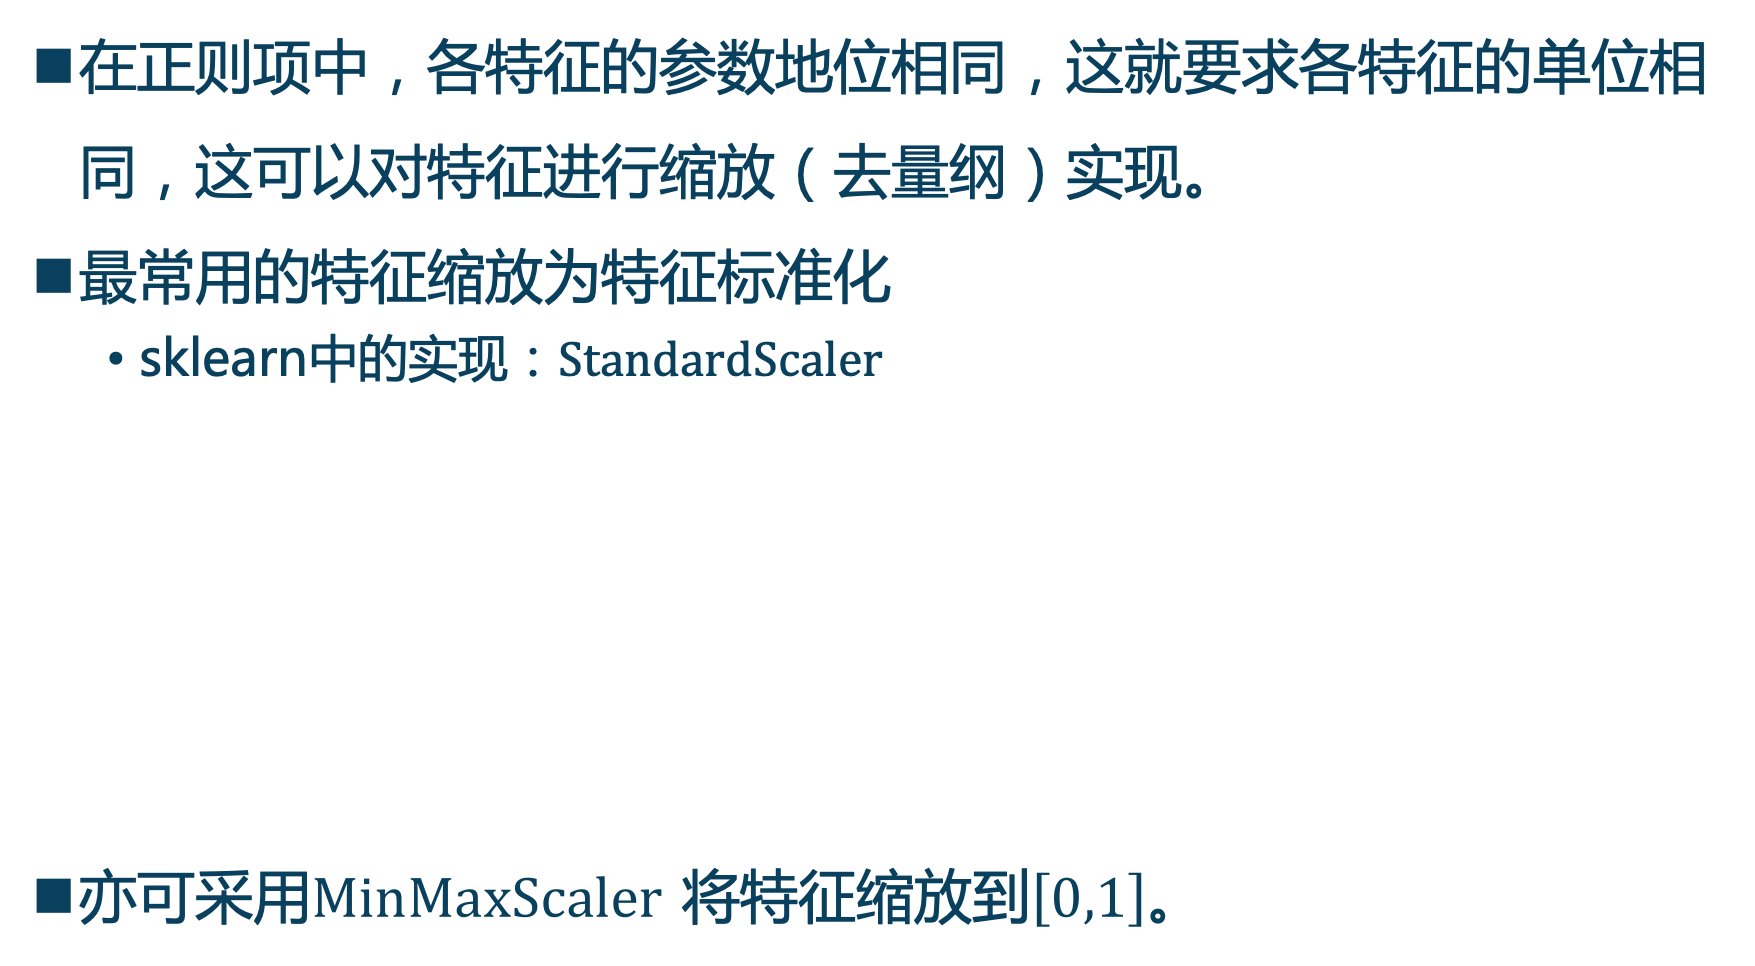 ■在正则项中，各特征的参数地位相同，这就要求各特征的单位相
同，这可以对特征进行缩放（去量纲）实现。
■最常用的特征缩放为特征标准化
• sklearn中的实现：StandardScaler
■亦可采用MinMaxScaler 将特征缩放到[0,1]。